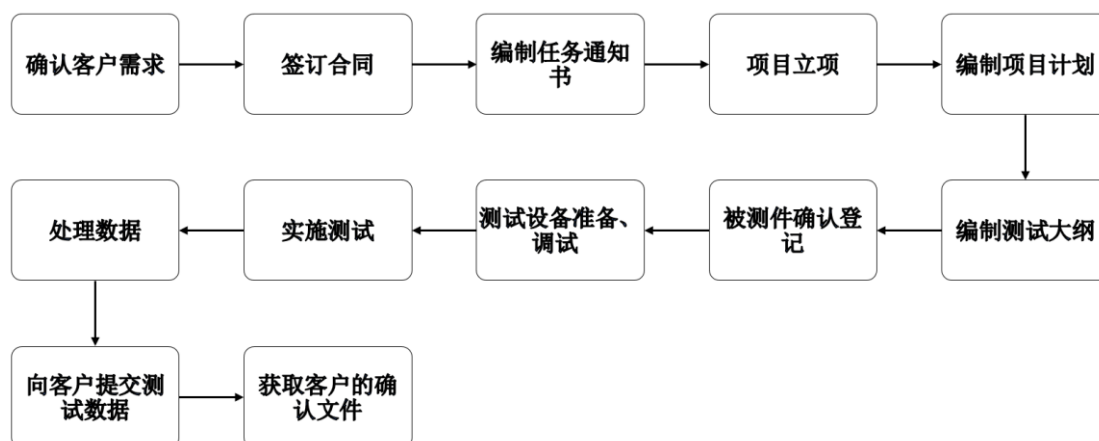 确认客户需求
签订合同
编制任务通知
书
项目立项
编制项目计划
编制测试大纲
被测件确认登
记
测试设备准备、
调试
实施测试
处理数据
向客户提交测
试数据
获取客户的确
认文件